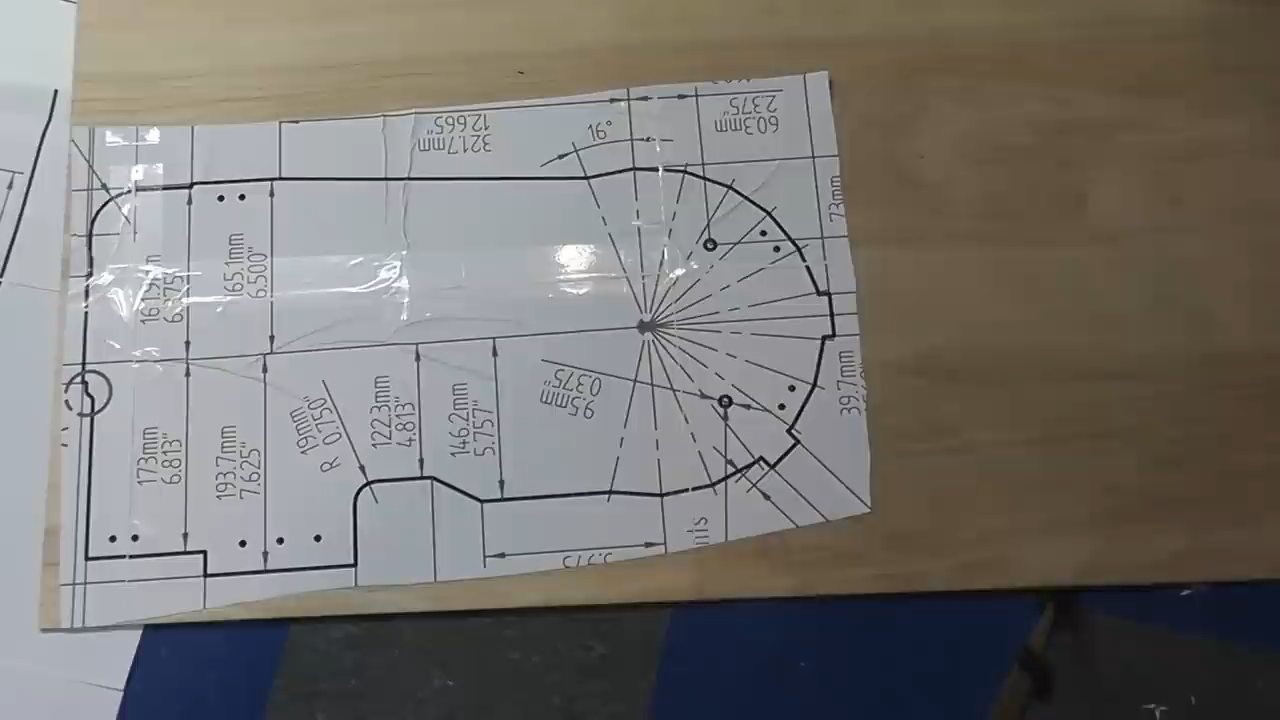 321.7mm
12.665"
16°
60.3mm
2.375"
73mm
165.1mm
6.500"
173mm
6.813"
193.7mm
7.625"
19mm
R 0.750"
122.3mm
4.813"
146.2mm
5.757"
9.5mm
0.375"
39.7mm